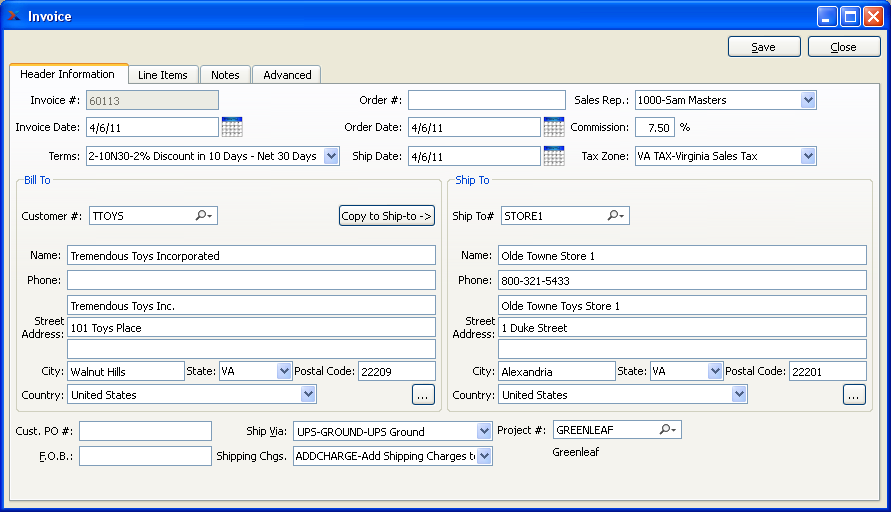 Invoice
Save Close
Header Information Line Items Notes Advanced
Invoice #: 60113 Order #: Sales Rep.: 1000-Sam Masters
Invoice Date: 4/6/11 Order Date: 4/6/11 Commission: 7.50 %
Terms: 2-10N30-2% Discount in 10 Days - Net 30 Days Ship Date: 4/6/11 Tax Zone: VA TAX-Virginia Sales Tax
Bill To Ship To
Customer #: TTOYS Copy to Ship-to -> Ship To# STORE1
Name: Tremendous Toys Incorporated Name: Olde Towne Store 1
Phone: Phone: 800-321-5433
Tremendous Toys Inc. Olde Towne Toys Store 1
Street Address: 101 Toys Place Street Address: 1 Duke Street
City: Walnut Hills State: VA Postal Code: 22209 City: Alexandria State: VA Postal Code: 22201
Country: United States ... Country: United States ...
Cust. PO #: Ship Via: UPS-GROUND-UPS Ground Project #: GREENLEAF
F.O.B.: Shipping Chgs. ADDCHARGE-Add Shipping Charges to Greenleaf